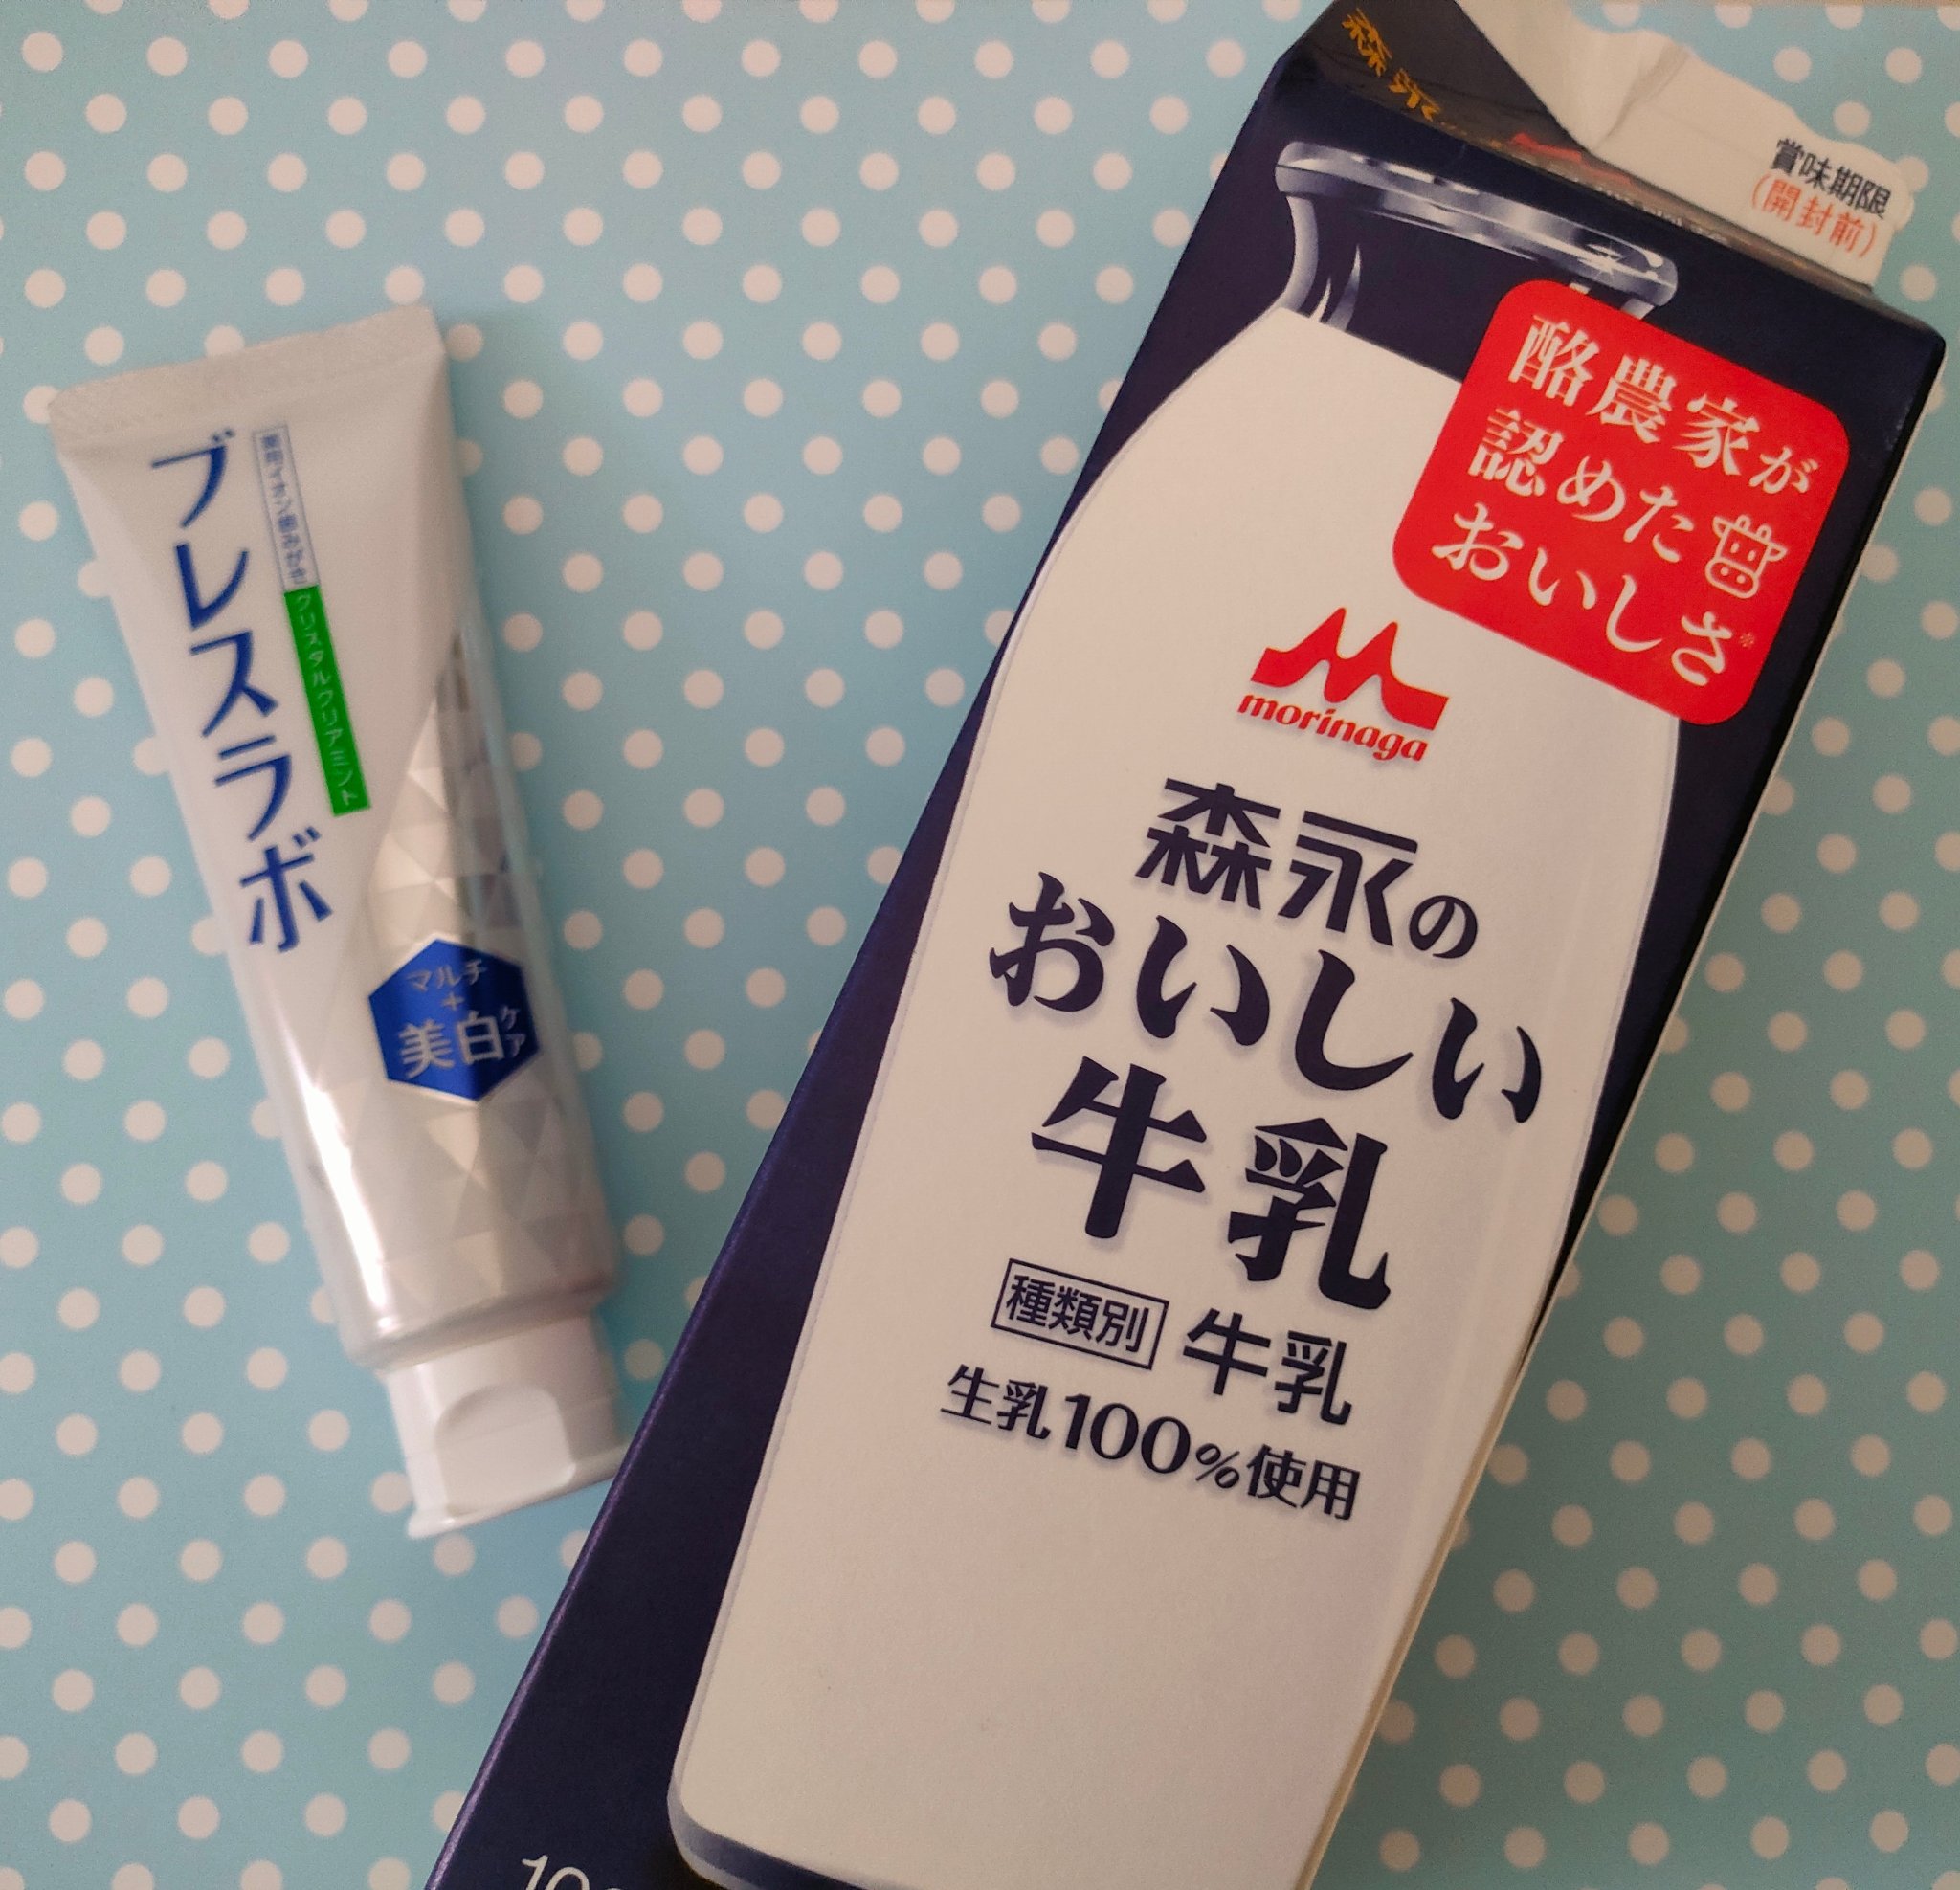 ブレスラボ
薬用イオン歯みがき
クリスタルクリアミント
マルチ
+
美白ケア
森永
賞味期限
(開封前)
酪農家が
認めた
おいしさ※
morinaga
森永の
おいしい
牛乳
種類別 牛乳
生乳100%使用